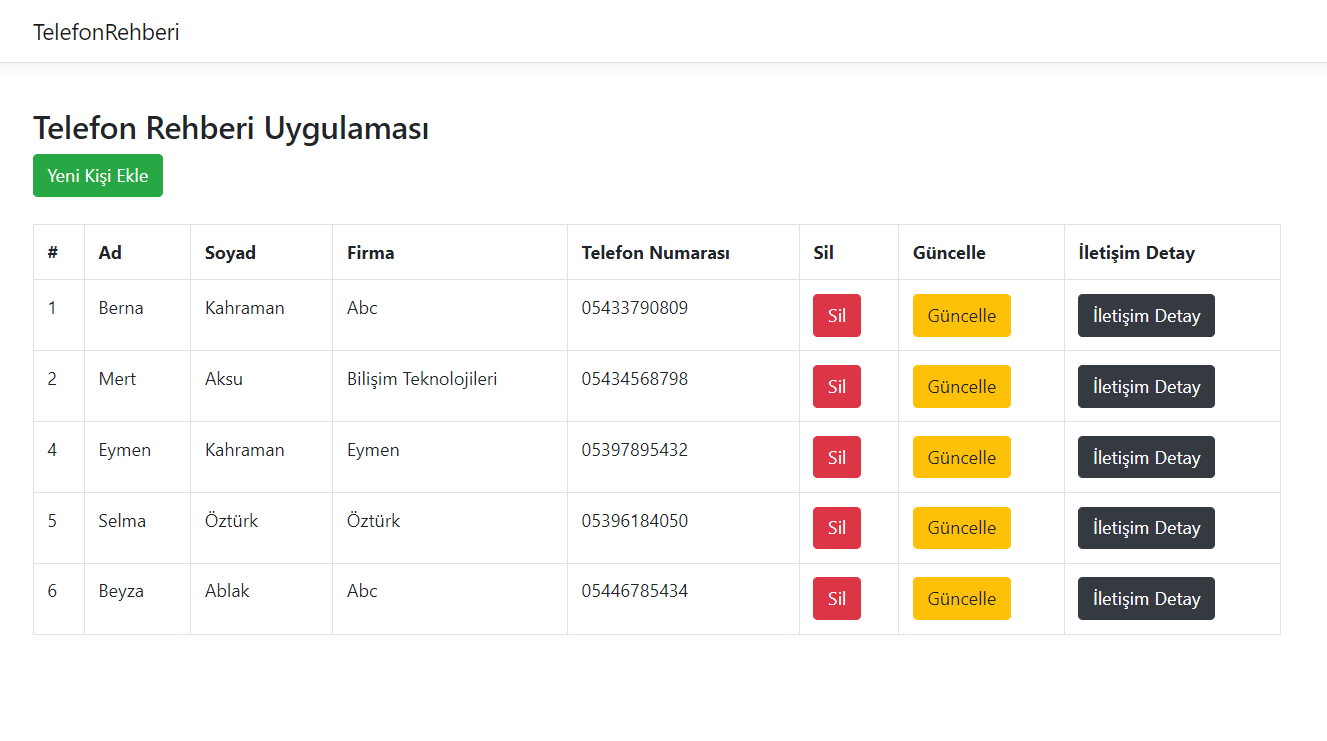 TelefonRehberi
Telefon Rehberi Uygulaması
Yeni Kişi Ekle
# Ad Soyad Firma Telefon Numarası Sil Güncelle İletişim Detay
1 Berna Kahraman Abc 05433790809 Sil Güncelle İletişim Detay
2 Mert Aksu Bilişim Teknolojileri 05434568798 Sil Güncelle İletişim Detay
4 Eymen Kahraman Eymen 05397895432 Sil Güncelle İletişim Detay
5 Selma Öztürk Öztürk 05396184050 Sil Güncelle İletişim Detay
6 Beyza Ablak Abc 05446785434 Sil Güncelle İletişim Detay